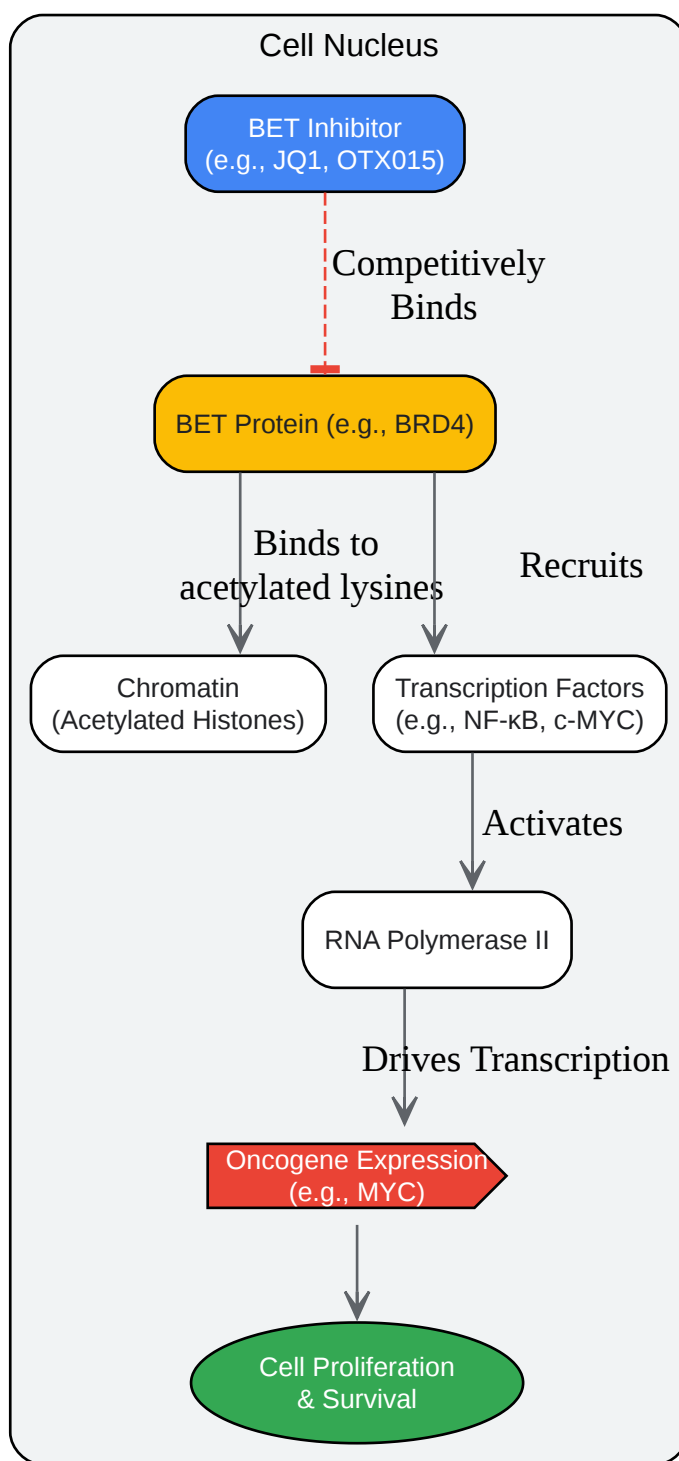 Cell Nucleus
BET Inhibitor
(e.g., JQ1, OTX015)
Competitively
Binds
BET Protein (e.g., BRD4)
Binds to
acetylated lysines
Recruits
Chromatin
(Acetylated Histones)
Transcription Factors
(e.g., NF-κB, c-MYC)
Activates
RNA Polymerase II
Drives Transcription
Oncogene Expression
(e.g., MYC)
Cell Proliferation
& Survival